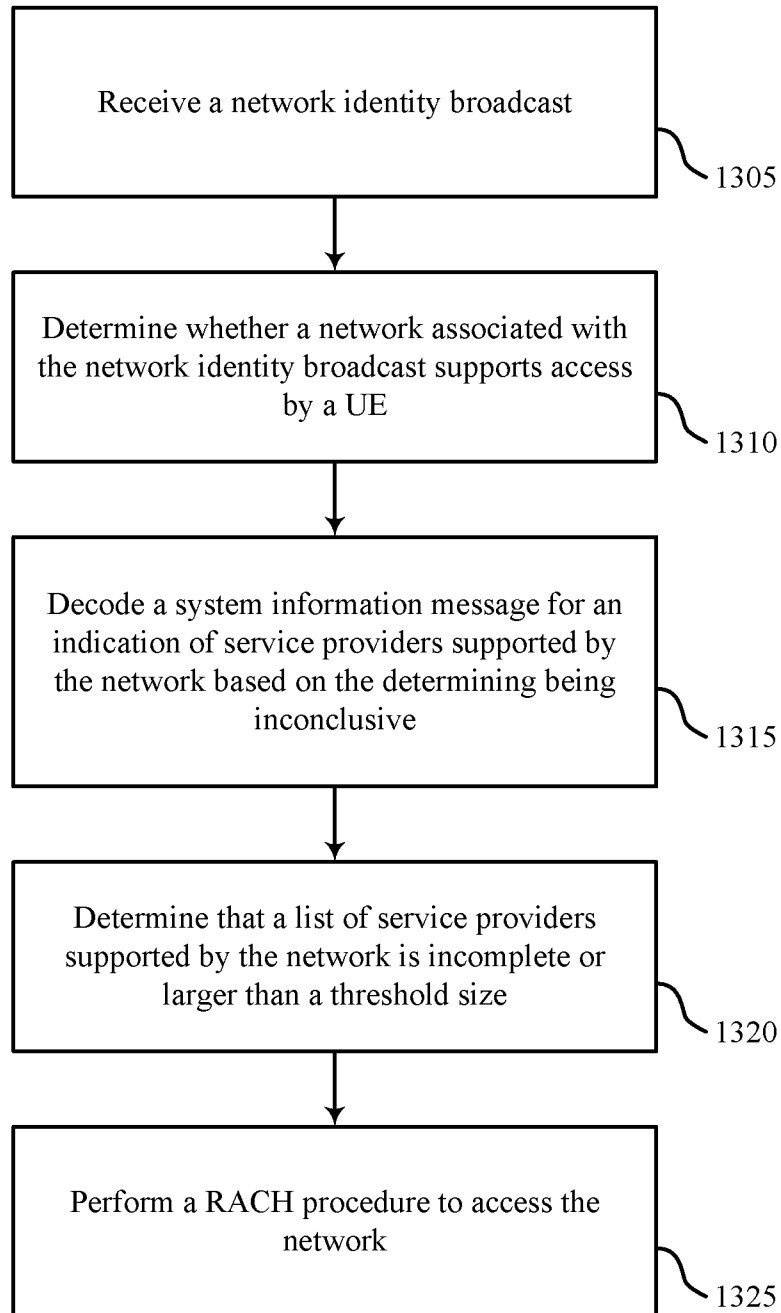 Receive a network identity broadcast
1305
Determine whether a network associated with
the network identity broadcast supports access
by a UE
1310
Decode a system information message for an
indication of service providers supported by
the network based on the determining being
inconclusive
1315
Determine that a list of service providers
supported by the network is incomplete or
larger than a threshold size
1320
Perform a RACH procedure to access the
network
1325